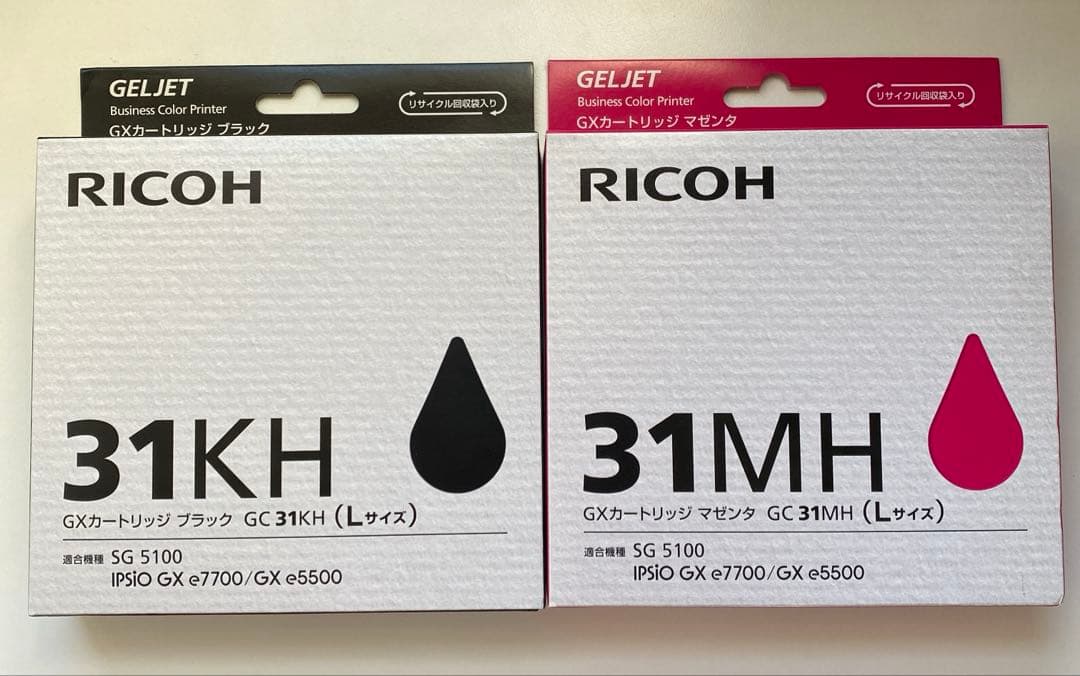 GELJET
Business Color Printer
GXカートリッジ ブラック
リサイクル回収袋入り
RICOH
31KH
GXカートリッジ ブラック GC 31KH (Lサイズ)
適合機種 SG 5100
IPSiO GX e7700/GX e5500
GELJET
Business Color Printer
GXカートリッジ マゼンタ
リサイクル回収袋入り
RICOH
31MH
GXカートリッジ マゼンタ GC 31MH (Lサイズ)
適合機種 SG 5100
IPSiO GX e7700/GX e5500